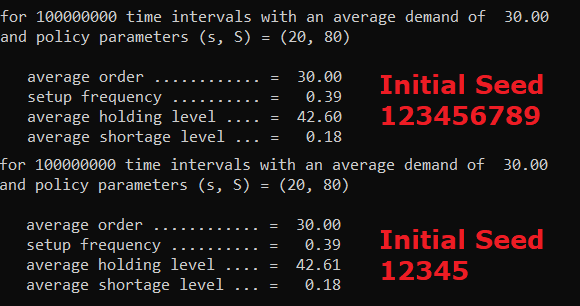 for 100000000 time intervals with an average demand of  30.00
and policy parameters (s, S) = (20, 80)
average order ............ =  30.00
setup frequency .......... =   0.39
average holding level .... =  42.60
average shortage level ... =   0.18
Initial Seed
123456789
for 100000000 time intervals with an average demand of  30.00
and policy parameters (s, S) = (20, 80)
average order ............ =  30.00
setup frequency .......... =   0.39
average holding level .... =  42.61
average shortage level ... =   0.18
Initial Seed
12345